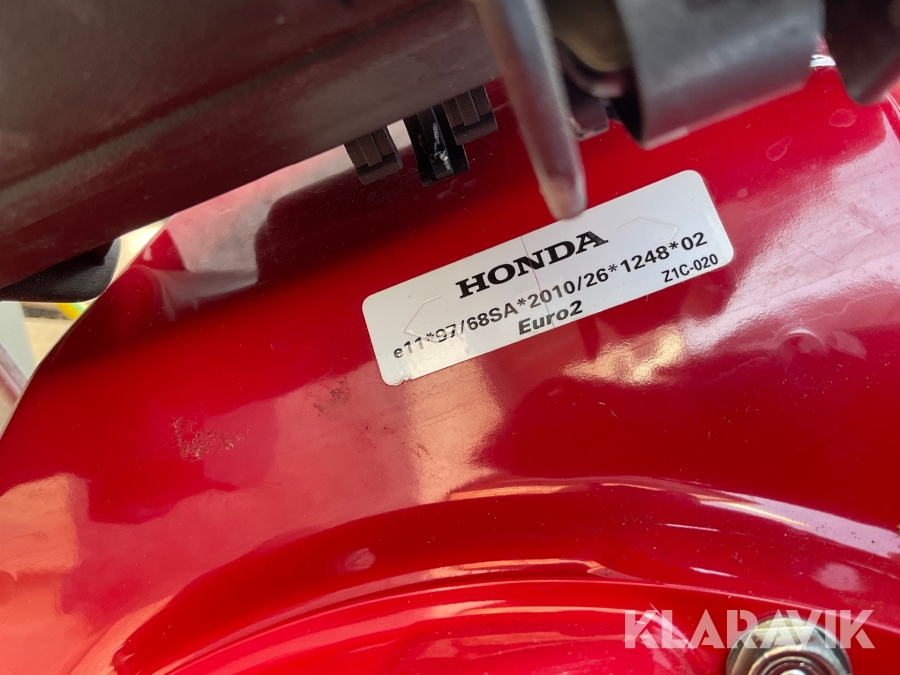 HONDA
e11*97/68SA*2010/26*1248*02
Euro2
Z1C-020
KLARAVIK